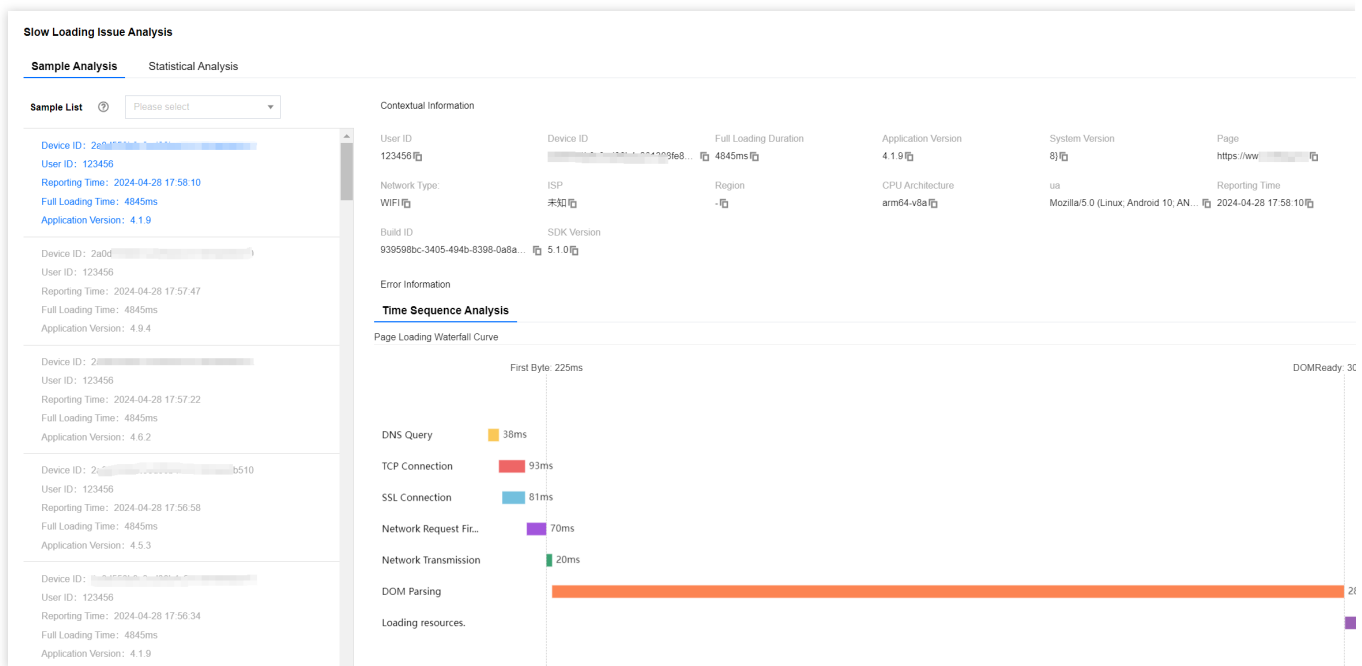 Slow Loading Issue Analysis
Sample Analysis
Statistical Analysis
Sample List
Please select
Device ID：
User ID：123456
Reporting Time：2024-04-28 17:58:10
Full Loading Time：4845ms
Application Version：4.1.9
Device ID：2a0d
User ID：123456
Reporting Time：2024-04-28 17:57:47
Full Loading Time：4845ms
Application Version：4.9.4
Device ID：
User ID：123456
Reporting Time：2024-04-28 17:57:22
Full Loading Time：4845ms
Application Version：4.6.2
Device ID：
b510
User ID：123456
Reporting Time：2024-04-28 17:56:58
Full Loading Time：4845ms
Application Version：4.5.3
Device ID：
User ID：123456
Reporting Time：2024-04-28 17:56:34
Full Loading Time：4845ms
Application Version：4.1.9
Contextual Information
User ID
123456
Device ID
8fe8...
Full Loading Duration
4845ms
Application Version
4.1.9
System Version
8)
Page
https://ww
Network Type:
WIFI
ISP
未知
Region
-
CPU Architecture
arm64-v8a
ua
Mozilla/5.0 (Linux; Android 10; AN...
Reporting Time
2024-04-28 17:58:10
Build ID
939598bc-3405-494b-8398-0a8a...
SDK Version
5.1.0
Error Information
Time Sequence Analysis
Page Loading Waterfall Curve
First Byte: 225ms
DOMReady: 30
DNS Query
38ms
TCP Connection
93ms
SSL Connection
81ms
Network Request Fir...
70ms
Network Transmission
20ms
DOM Parsing
28
Loading resources.